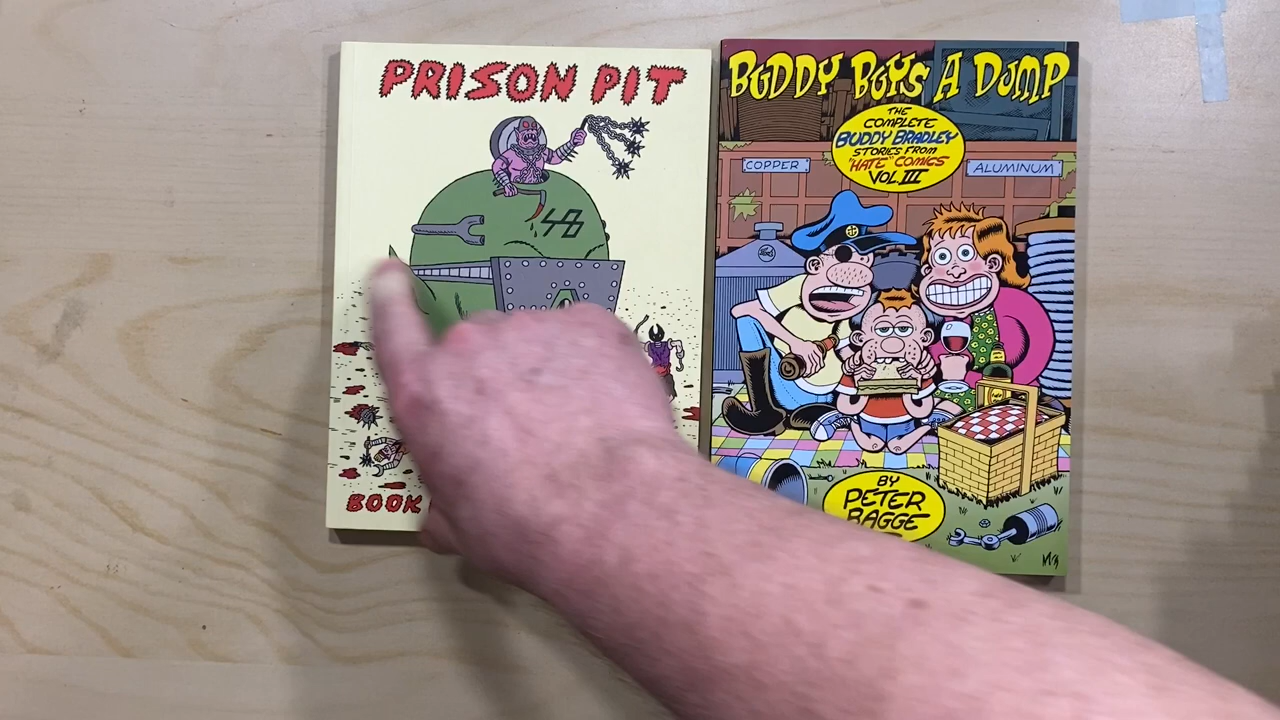 PRISON PIT
BOOK
BUDDY BUYS A DUMP
THE
COMPLETE
BUDDY BRADLEY
STORIES FROM
"HATE" COMICS
VOL.III
COPPER
ALUMINUM
BY
PETER
BAGGE